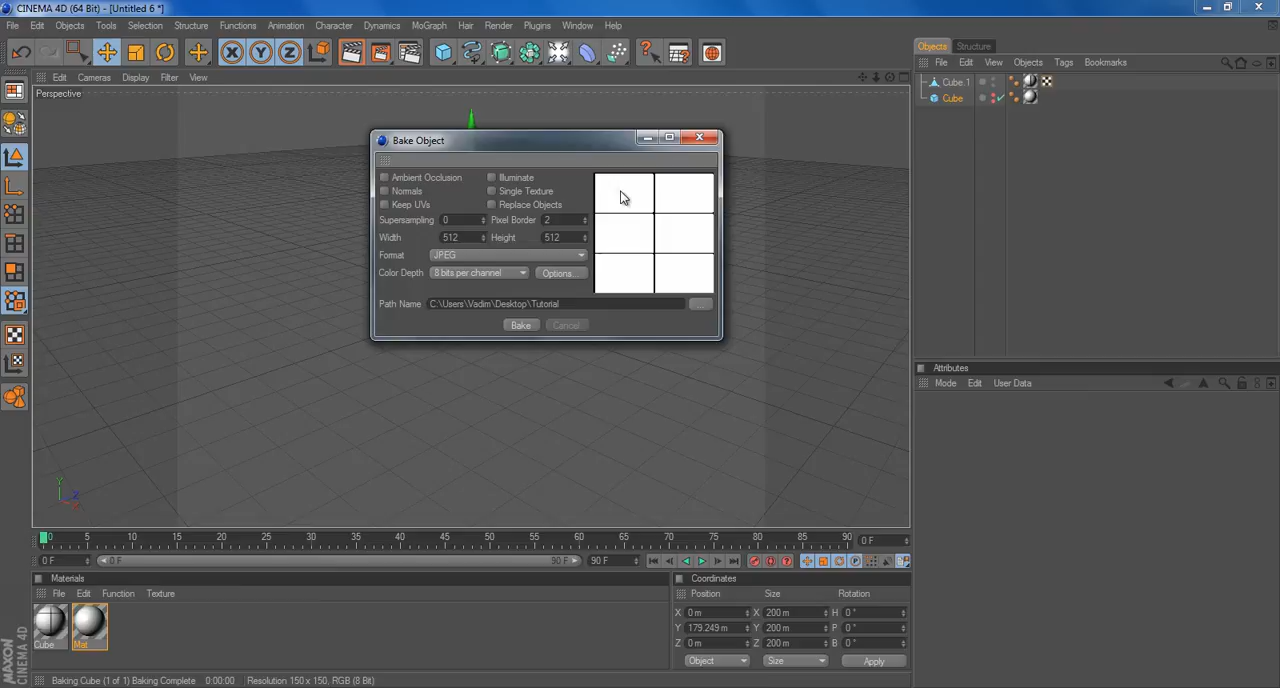 CINEMA 4D (64 Bit) - [Untitled 6 *]
File Edit Objects Tools Selection Structure Functions Animation Character Dynamics MoGraph Hair Render Plugins Window Help
Objects Structure
File Edit View Objects Tags Bookmarks
Edit Cameras Display Filter View
Perspective
Cube.1
Cube
Bake Object
Ambient Occlusion Illuminate
Normals Single Texture
Keep UVs Replace Objects
Supersampling 0 Pixel Border 2
Width 512 Height 512
Format JPEG
Color Depth 8 bits per channel Options...
Path Name C:\Users\Vadim\Desktop\Tutorial ...
Bake Cancel
Attributes
Mode Edit User Data
Y
Z
X
0 5 10 15 20 25 30 35 40 45 50 55 60 65 70 75 80 85 90 0 F
0 F 0 F 90 F 90 F
Materials
File Edit Function Texture
Cube Mat
Coordinates
Position Size Rotation
X 0 m X 200 m H 0 °
Y 179.249 m Y 200 m P 0 °
Z 0 m Z 200 m B 0 °
Object Size Apply
MAXON CINEMA 4D
Baking Cube (1 of 1) Baking Complete 0:00:00 Resolution 150 x 150, RGB (8 Bit)